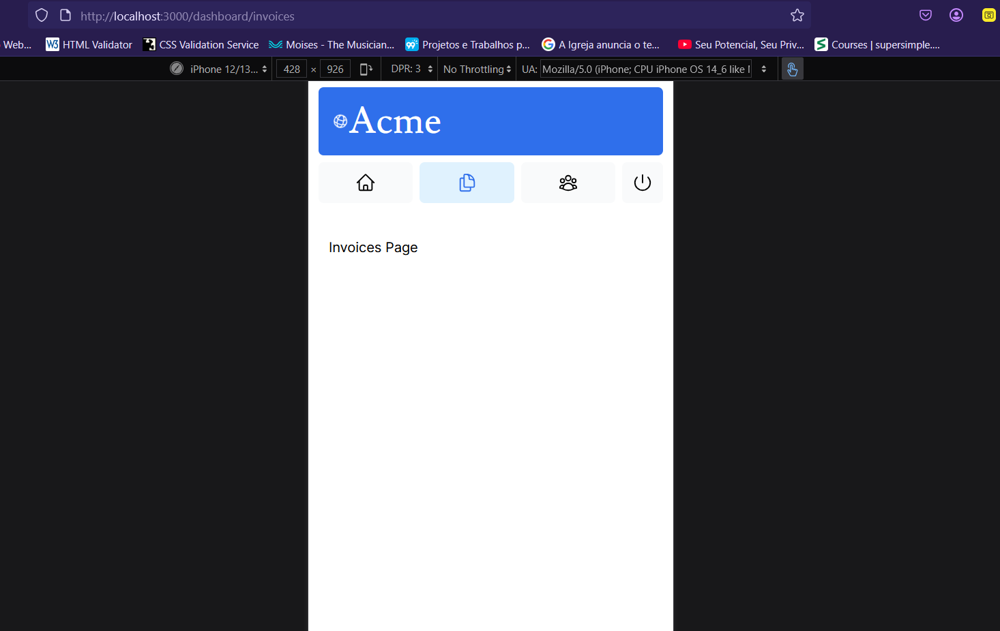 http://localhost:3000/dashboard/invoices
Web... HTML Validator CSS Validation Service Moises - The Musician... Projetos e Trabalhos p... A Igreja anuncia o te... Seu Potencial, Seu Priv... Courses | supersimple....
iPhone 12/13... 428 × 926 DPR: 3 No Throttling UA: Mozilla/5.0 (iPhone; CPU iPhone OS 14_6 like
Acme
Invoices Page